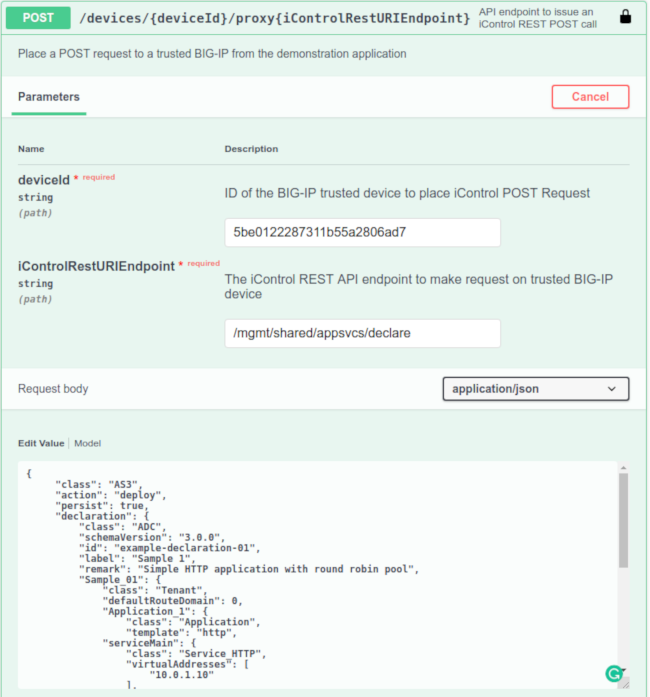 POST /devices/{deviceId}/proxy{iControlRestURIEndpoint} API endpoint to issue an
iControl REST POST call
Place a POST request to a trusted BIG-IP from the demonstration application
Parameters
Cancel
Name Description
deviceId * required
string
(path)
ID of the BIG-IP trusted device to place iControl POST Request
5be0122287311b55a2806ad7
iControlRestURIEndpoint * required
string
(path)
The iControl REST API endpoint to make request on trusted BIG-IP
device
/mgmt/shared/appsvcs/declare
Request body
application/json
Edit Value | Model
{
"class": "AS3",
"action": "deploy",
"persist": true,
"declaration": {
"class": "ADC",
"schemaVersion": "3.0.0",
"id": "example-declaration-01",
"label": "Sample 1",
"remark": "Simple HTTP application with round robin pool",
"Sample_01": {
"class": "Tenant",
"defaultRouteDomain": 0,
"Application_1": {
"class": "Application",
"template": "http",
"serviceMain": {
"class": "Service_HTTP",
"virtualAddresses": [
"10.0.1.10"
],